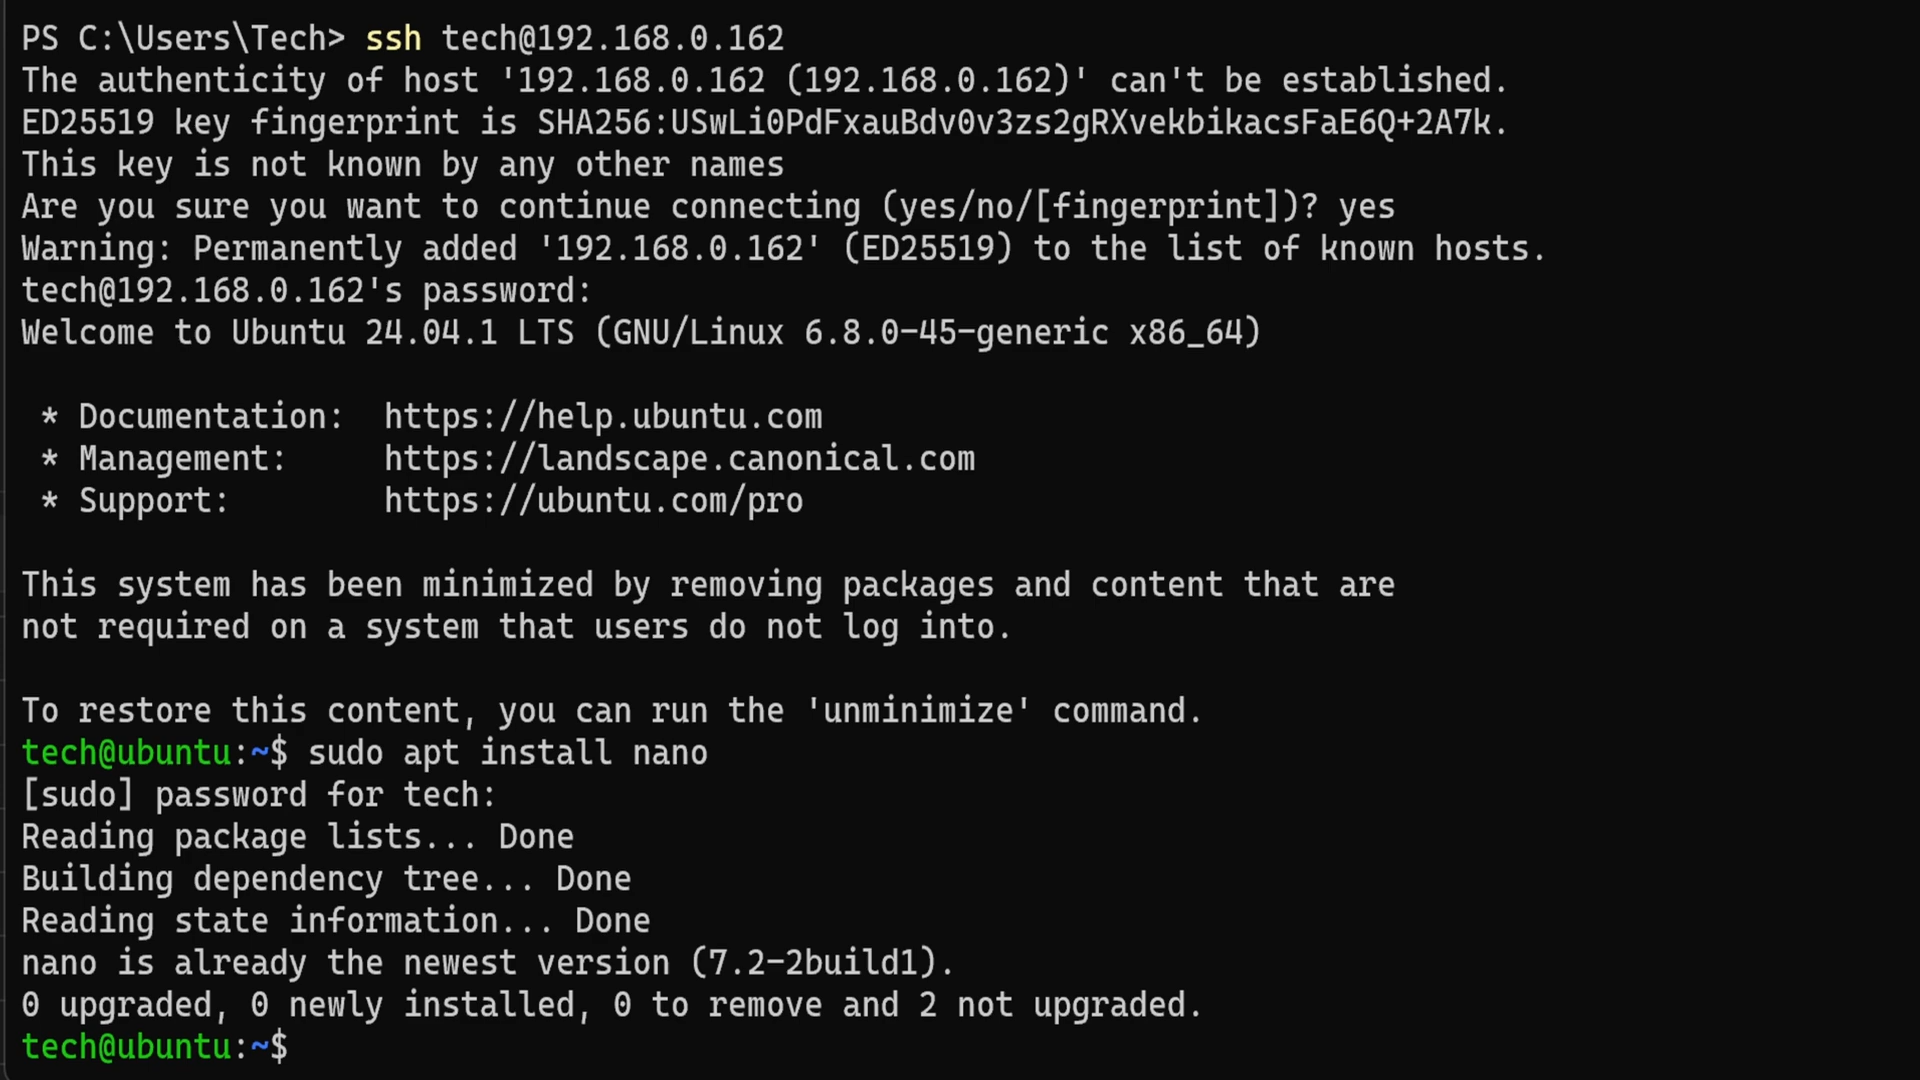 PS C:\Users\Tech> ssh tech@192.168.0.162
The authenticity of host '192.168.0.162 (192.168.0.162)' can't be established.
ED25519 key fingerprint is SHA256:USwLi0PdFxauBdv0v3zs2gRXvekbikacsFaE6Q+2A7k.
This key is not known by any other names
Are you sure you want to continue connecting (yes/no/[fingerprint])? yes
Warning: Permanently added '192.168.0.162' (ED25519) to the list of known hosts.
tech@192.168.0.162's password:
Welcome to Ubuntu 24.04.1 LTS (GNU/Linux 6.8.0-45-generic x86_64)

 * Documentation:  https://help.ubuntu.com
 * Management:     https://landscape.canonical.com
 * Support:        https://ubuntu.com/pro

This system has been minimized by removing packages and content that are
not required on a system that users do not log into.

To restore this content, you can run the 'unminimize' command.
tech@ubuntu:~$ sudo apt install nano
[sudo] password for tech:
Reading package lists... Done
Building dependency tree... Done
Reading state information... Done
nano is already the newest version (7.2-2build1).
0 upgraded, 0 newly installed, 0 to remove and 2 not upgraded.
tech@ubuntu:~$